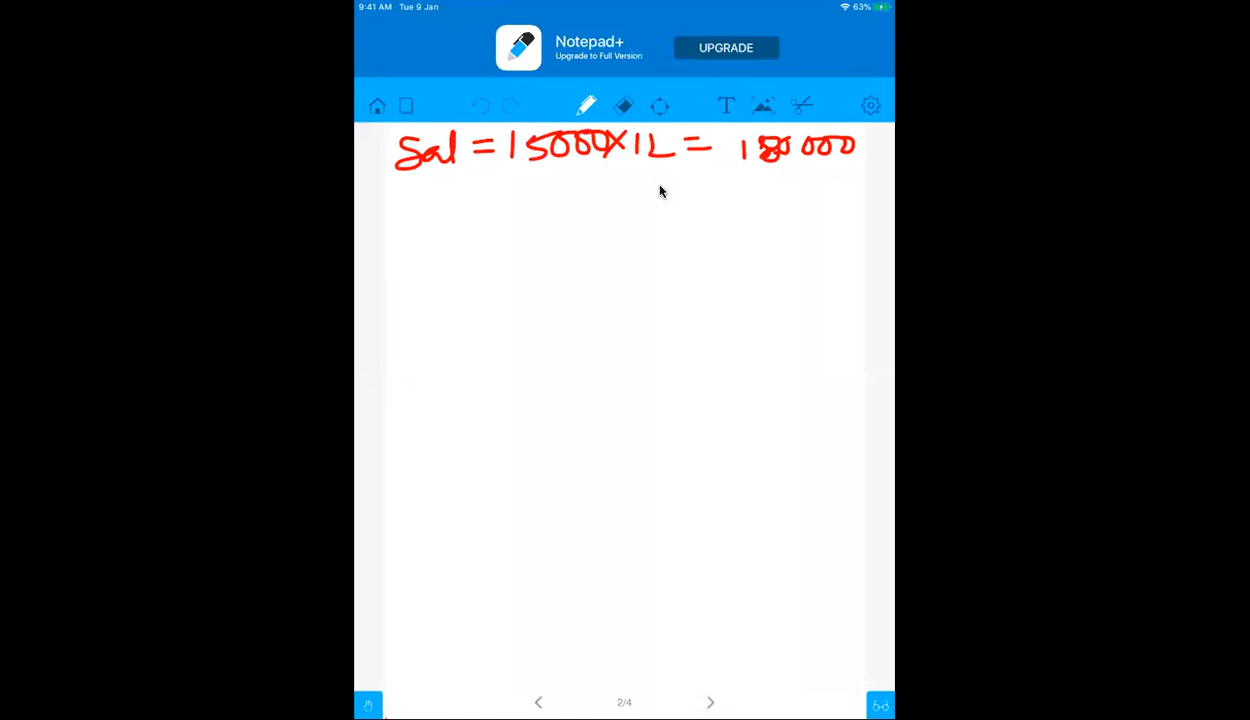 9:41 AM Tue 9 Jan 63%
Notepad+
Upgrade to Full Version
UPGRADE
T
Sal = 15000 × 12 = 180000
2/4